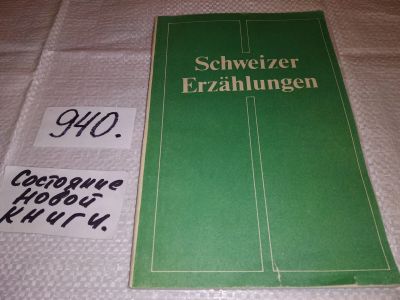 Schweizer
Erzählungen
940.
Состояние
новой
книги.